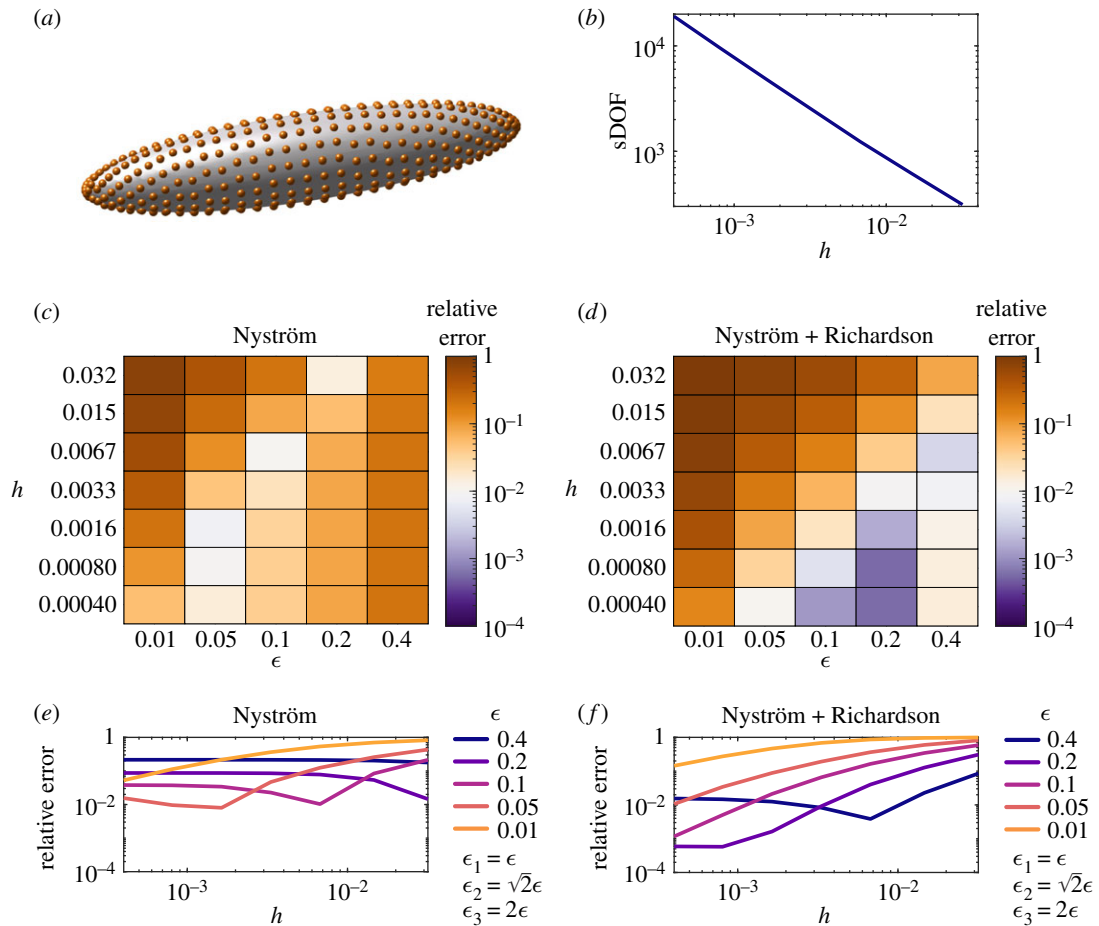 (a)
(b)
10⁴
10³
sDOF
10⁻³
10⁻²
h
(c)
Nyström
relative
error
0.032
0.015
0.0067
0.0033
0.0016
0.00080
0.00040
h
0.01
0.05
0.1
0.2
0.4
ϵ
1
10⁻¹
10⁻²
10⁻³
10⁻⁴
(d)
Nyström + Richardson
relative
error
0.032
0.015
0.0067
0.0033
0.0016
0.00080
0.00040
h
0.01
0.05
0.1
0.2
0.4
ϵ
1
10⁻¹
10⁻²
10⁻³
10⁻⁴
(e)
Nyström
relative error
1
10⁻²
10⁻⁴
10⁻³
10⁻²
h
ϵ
0.4
0.2
0.1
0.05
0.01
ϵ₁ = ϵ
ϵ₂ = √2ϵ
ϵ₃ = 2ϵ
(f)
Nyström + Richardson
relative error
1
10⁻²
10⁻⁴
10⁻³
10⁻²
h
ϵ
0.4
0.2
0.1
0.05
0.01
ϵ₁ = ϵ
ϵ₂ = √2ϵ
ϵ₃ = 2ϵ